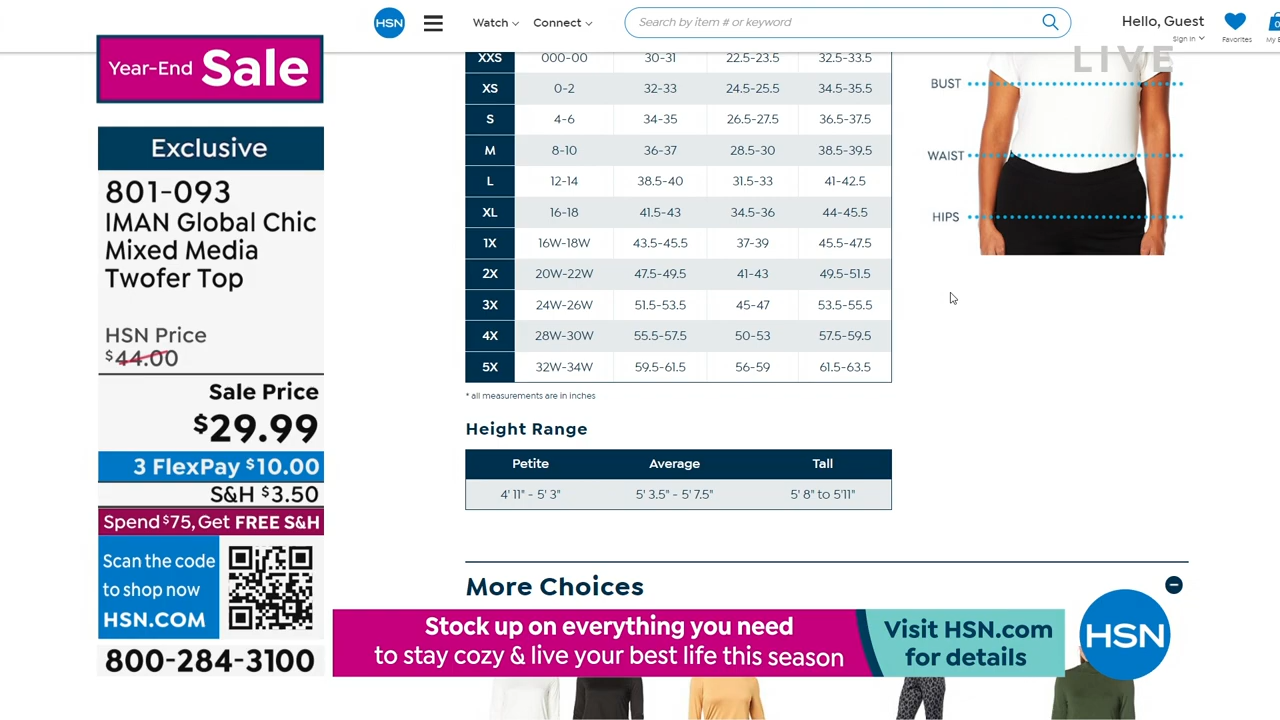 HSN
Watch
Connect
Search by item # or keyword
Hello, Guest
Sign In
Favorites
LIVE
Year-End Sale
Exclusive
801-093
IMAN Global Chic
Mixed Media
Twofer Top
HSN Price
$44.00
Sale Price
$29.99
3 FlexPay $10.00
S&H $3.50
Spend $75, Get FREE S&H
Scan the code
to shop now
HSN.COM
800-284-3100
XXS 000-00 30-31 22.5-23.5 32.5-33.5
XS 0-2 32-33 24.5-25.5 34.5-35.5
S 4-6 34-35 26.5-27.5 36.5-37.5
M 8-10 36-37 28.5-30 38.5-39.5
L 12-14 38.5-40 31.5-33 41-42.5
XL 16-18 41.5-43 34.5-36 44-45.5
1X 16W-18W 43.5-45.5 37-39 45.5-47.5
2X 20W-22W 47.5-49.5 41-43 49.5-51.5
3X 24W-26W 51.5-53.5 45-47 53.5-55.5
4X 28W-30W 55.5-57.5 50-53 57.5-59.5
5X 32W-34W 59.5-61.5 56-59 61.5-63.5
* all measurements are in inches
BUST
WAIST
HIPS
Height Range
Petite Average Tall
4' 11" - 5' 3" 5' 3.5" - 5' 7.5" 5' 8" to 5'11"
More Choices
Stock up on everything you need
to stay cozy & live your best life this season
Visit HSN.com
for details
HSN